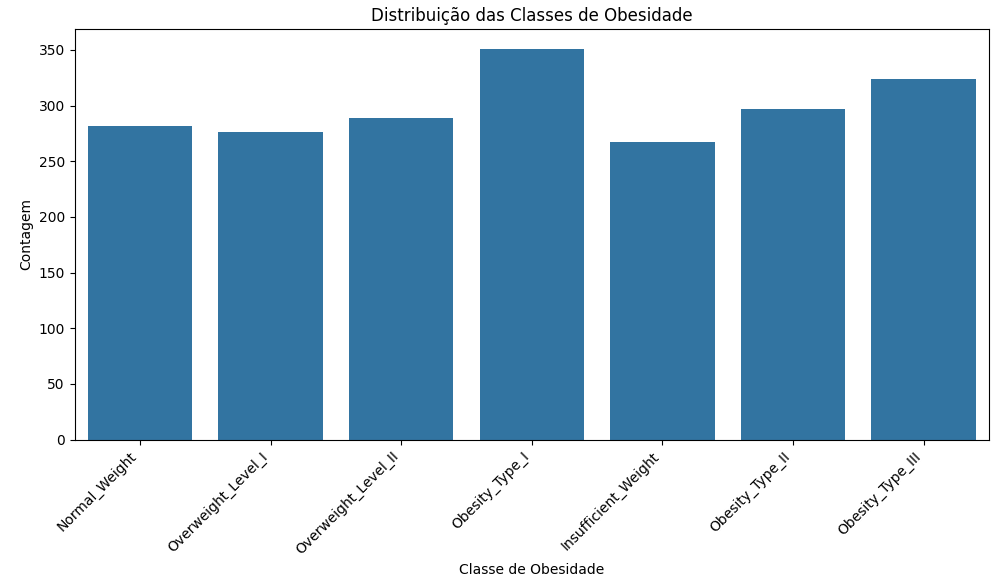 Distribuição das Classes de Obesidade
Contagem
350
300
250
200
150
100
50
0
Normal_Weight
Overweight_Level_I
Overweight_Level_II
Obesity_Type_I
Insufficient_Weight
Obesity_Type_II
Obesity_Type_III
Classe de Obesidade